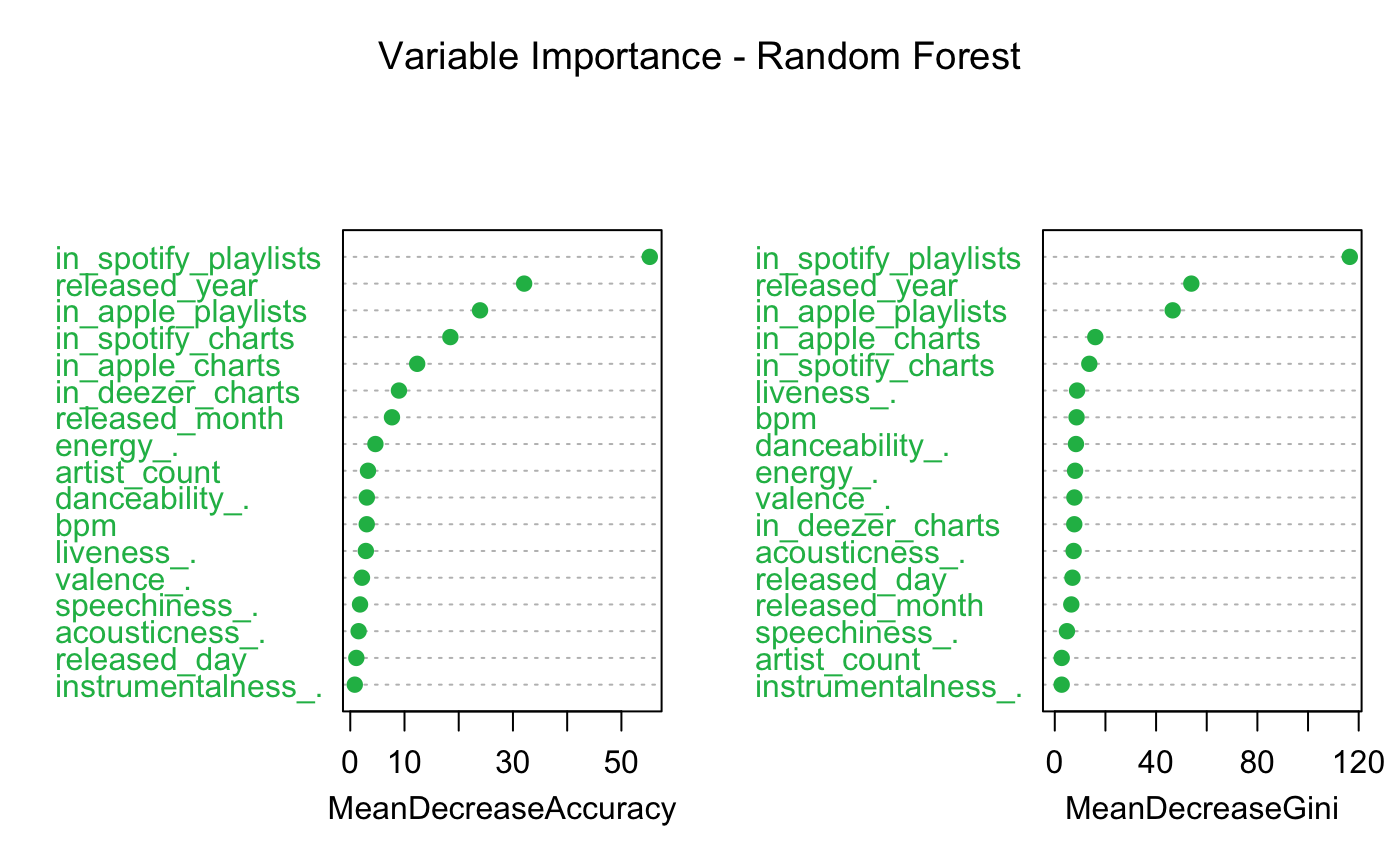 Variable Importance - Random Forest
in_spotify_playlists
released_year
in_apple_playlists
in_spotify_charts
in_apple_charts
in_deezer_charts
released_month
energy_.
artist_count
danceability_.
bpm
liveness_.
valence_.
speechiness_.
acousticness_.
released_day
instrumentalness_.
0 10 30 50
MeanDecreaseAccuracy
in_spotify_playlists
released_year
in_apple_playlists
in_apple_charts
in_spotify_charts
liveness_.
bpm
danceability_.
energy_.
valence_.
in_deezer_charts
acousticness_.
released_day
released_month
speechiness_.
artist_count
instrumentalness_.
0 40 80 120
MeanDecreaseGini